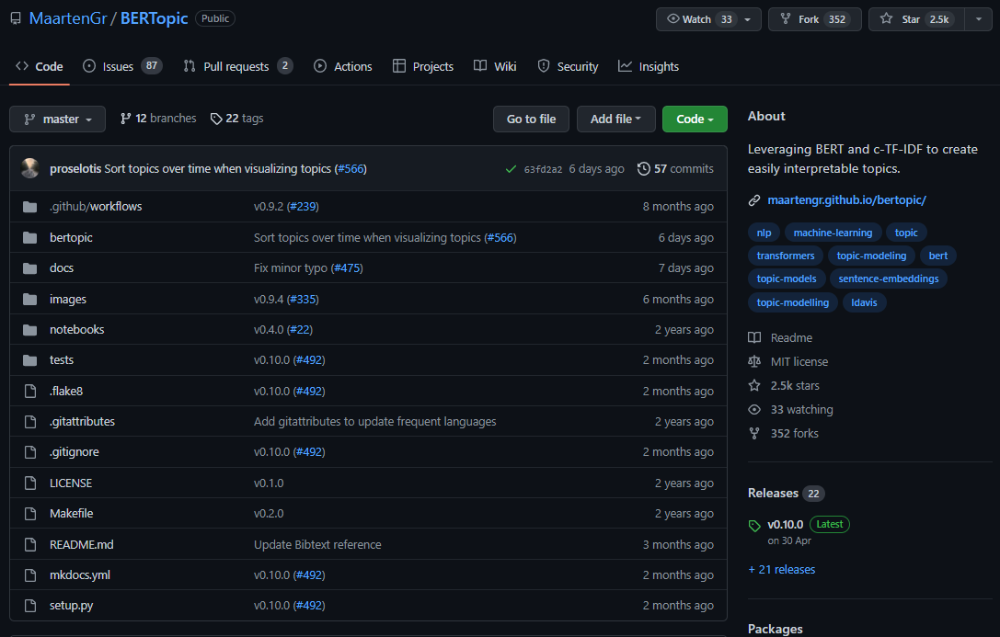 MaartenGr / BERTopic Public Watch 33 Fork 352 Star 2.5k
Code Issues 87 Pull requests 2 Actions Projects Wiki Security Insights
master 12 branches 22 tags Go to file Add file Code
proselotis Sort topics over time when visualizing topics (#566) 63fd2a2 6 days ago 57 commits
.github/workflows v0.9.2 (#239) 8 months ago
bertopic Sort topics over time when visualizing topics (#566) 6 days ago
docs Fix minor typo (#475) 7 days ago
images v0.9.4 (#335) 6 months ago
notebooks v0.4.0 (#22) 2 years ago
tests v0.10.0 (#492) 2 months ago
.flake8 v0.10.0 (#492) 2 months ago
.gitattributes Add gitattributes to update frequent languages 2 years ago
.gitignore v0.10.0 (#492) 2 months ago
LICENSE v0.1.0 2 years ago
Makefile v0.2.0 2 years ago
README.md Update Bibtext reference 3 months ago
mkdocs.yml v0.10.0 (#492) 2 months ago
setup.py v0.10.0 (#492) 2 months ago
About
Leveraging BERT and c-TF-IDF to create
easily interpretable topics.
maartengr.github.io/bertopic/
nlp machine-learning topic
transformers topic-modeling bert
topic-models sentence-embeddings
topic-modelling ldavis
Readme
MIT license
2.5k stars
33 watching
352 forks
Releases 22
v0.10.0 Latest
on 30 Apr
+ 21 releases
Packages